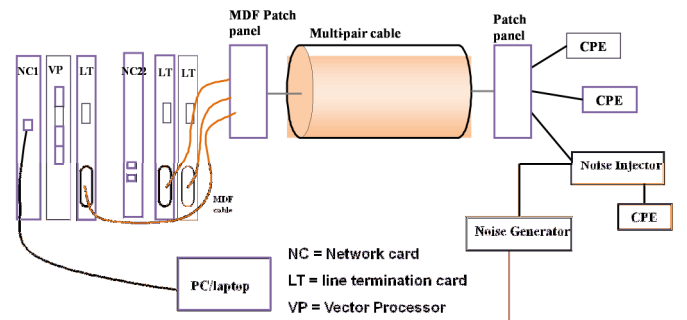 MDF Patch
panel
Multi-pair cable
Patch
panel
CPE
NC1
VP
LT
NC22
LT
LT
CPE
MDF
cable
Noise Injector
CPE
Noise Generator
PC/laptop
NC = Network card
LT = line termination card
VP = Vector Processor